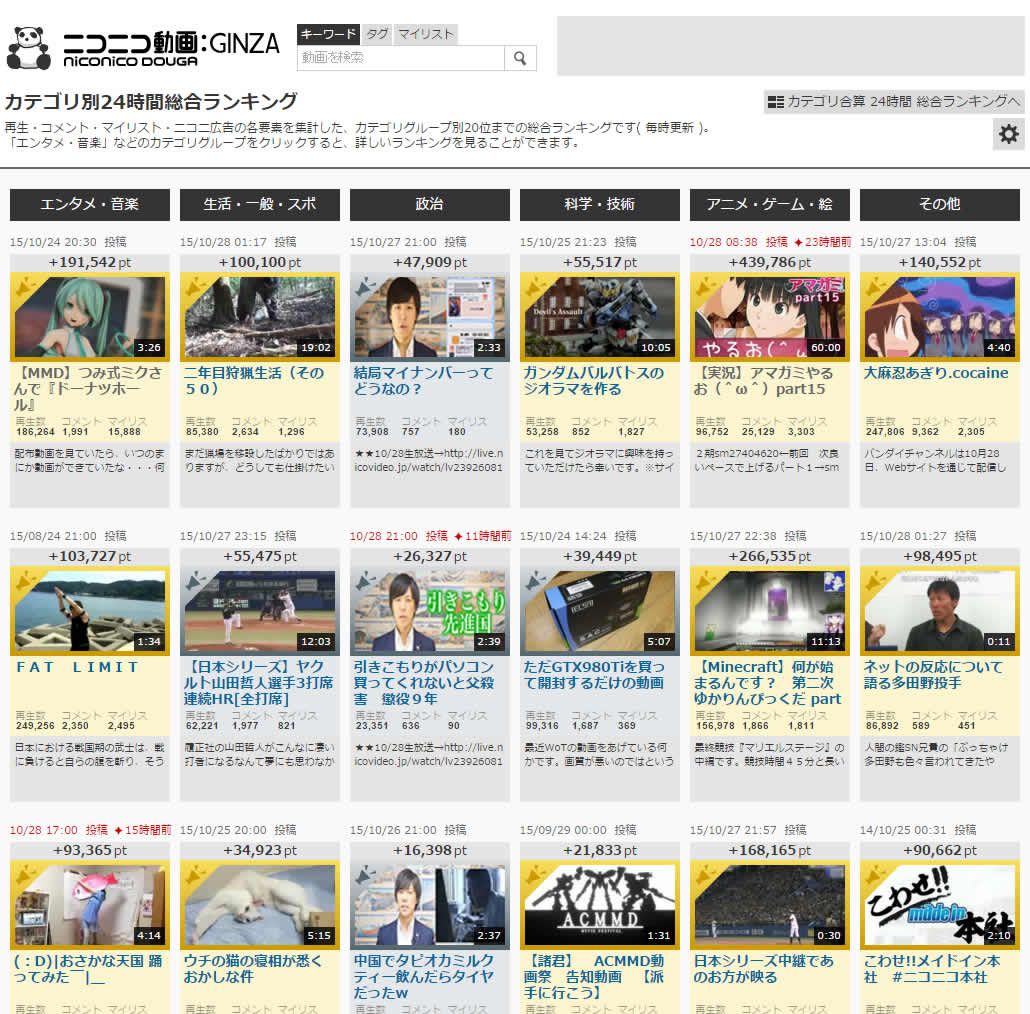 ニコニコ動画:GINZA
niconico DOUGA
キーワード タグ マイリスト
動画を検索
カテゴリ別24時間総合ランキング
カテゴリ合算 24時間 総合ランキングへ
再生・コメント・マイリスト・ニコニ広告の各要素を集計した、カテゴリグループ別20位までの総合ランキングです( 毎時更新 )。
「エンタメ・音楽」などのカテゴリグループをクリックすると、詳しいランキングを見ることができます。
エンタメ・音楽 生活・一般・スポ 政治 科学・技術 アニメ・ゲーム・絵 その他
15/10/24 20:30 投稿
+191,542 pt
3:26
【MMD】つみ式ミクさ
んで『ドーナツホー
ル』
再生数 コメント マイリス
186,264 1,991 15,888
配布動画を見ていたら、いつのま
にか動画ができていたな・・・何
15/10/28 01:17 投稿
+100,100 pt
19:02
二年目狩猟生活（その
５０）
再生数 コメント マイリス
85,380 2,634 1,296
まだ猟場を移設したばかりではあ
りますが、どうしても仕掛けたい
15/10/27 21:00 投稿
+47,909 pt
2:33
結局マイナンバーって
どうなの？
再生数 コメント マイリス
73,908 757 180
★★10/28生放送→http://live.n
icovideo.jp/watch/lv23926081
15/10/25 21:23 投稿
+55,517 pt
Devil's Assault
10:05
ガンダムバルバトスの
ジオラマを作る
再生数 コメント マイリス
53,258 852 1,827
これを見てジオラマに興味を持っ
ていただけたら幸いです。※サイ
10/28 08:38 投稿 ✦23時間前
+439,786 pt
アマガミ
part15
やるお(＾ω
60:00
【実況】アマガミやる
お（＾ω＾）part15
再生数 コメント マイリス
96,752 25,129 3,303
２期sm27404620←前回　次良
いペースで上げるパート１→sm
15/10/27 13:04 投稿
+140,552 pt
4:40
大麻忍あぎり.cocaine
再生数 コメント マイリス
247,806 9,362 2,305
バンダイチャンネルは10月28
日、Webサイトを通じて配信し
15/08/24 21:00 投稿
+103,727 pt
1:34
ＦＡＴ　ＬＩＭＩＴ
再生数 コメント マイリス
249,256 2,350 2,495
日本における戦国期の武士は、戦
に負けると自らの腹を斬り、そう
15/10/27 23:15 投稿
+55,475 pt
12:03
【日本シリーズ】ヤク
ルト山田哲人選手3打席
連続HR[全打席]
再生数 コメント マイリス
62,221 1,977 821
履正社の山田哲人がこんなに凄い
打者になるなんて夢にも思わなか
10/28 21:00 投稿 ✦11時間前
+26,327 pt
引きこもり
先進国
2:39
引きこもりがパソコン
買ってくれないと父殺
害　懲役９年
再生数 コメント マイリス
23,351 636 90
★★10/28生放送→http://live.n
icovideo.jp/watch/lv23926081
15/10/24 14:24 投稿
+39,449 pt
5:07
ただGTX980Tiを買っ
て開封するだけの動画
再生数 コメント マイリス
99,316 1,687 369
最近WoTの動画をあげている何
かです。画質が悪いのではという
15/10/27 22:38 投稿
+266,535 pt
11:13
【Minecraft】何が始
まるんです？　第二次
ゆかりんぴっくだ part
再生数 コメント マイリス
156,978 1,866 1,811
最終競技『マリエルステージ』の
中編です。競技時間４５分と長い
15/10/28 01:27 投稿
+98,495 pt
0:11
ネットの反応について
語る多田野投手
再生数 コメント マイリス
86,892 589 451
人間の鑑SN兄貴の「ぶっちゃけ
多田野も色々言われてきたや
10/28 17:00 投稿 ✦15時間前
+93,365 pt
4:14
(：D)|おさかな天国 踊
ってみた￣|＿
再生数 コメント マイリス
15/10/25 20:00 投稿
+34,923 pt
5:15
ウチの猫の寝相が悉く
おかしな件
再生数 コメント マイリス
15/10/26 21:00 投稿
+16,398 pt
2:37
中国でタピオカミルク
ティー飲んだらタイヤ
だったw
再生数 コメント マイリス
15/09/29 00:00 投稿
+21,833 pt
ACMMD
MOVIE FESTIVAL
1:31
【諸君】　ACMMD動
画祭　告知動画　【派
手に行こう】
再生数 コメント マイリス
15/10/27 21:57 投稿
+168,165 pt
0:30
日本シリーズ中継であ
のお方が映る
再生数 コメント マイリス
14/10/25 00:31 投稿
+90,662 pt
こわせ!!
made in
本社
2:10
こわせ!!メイドイン本
社　#ニコニコ本社
再生数 コメント マイリス